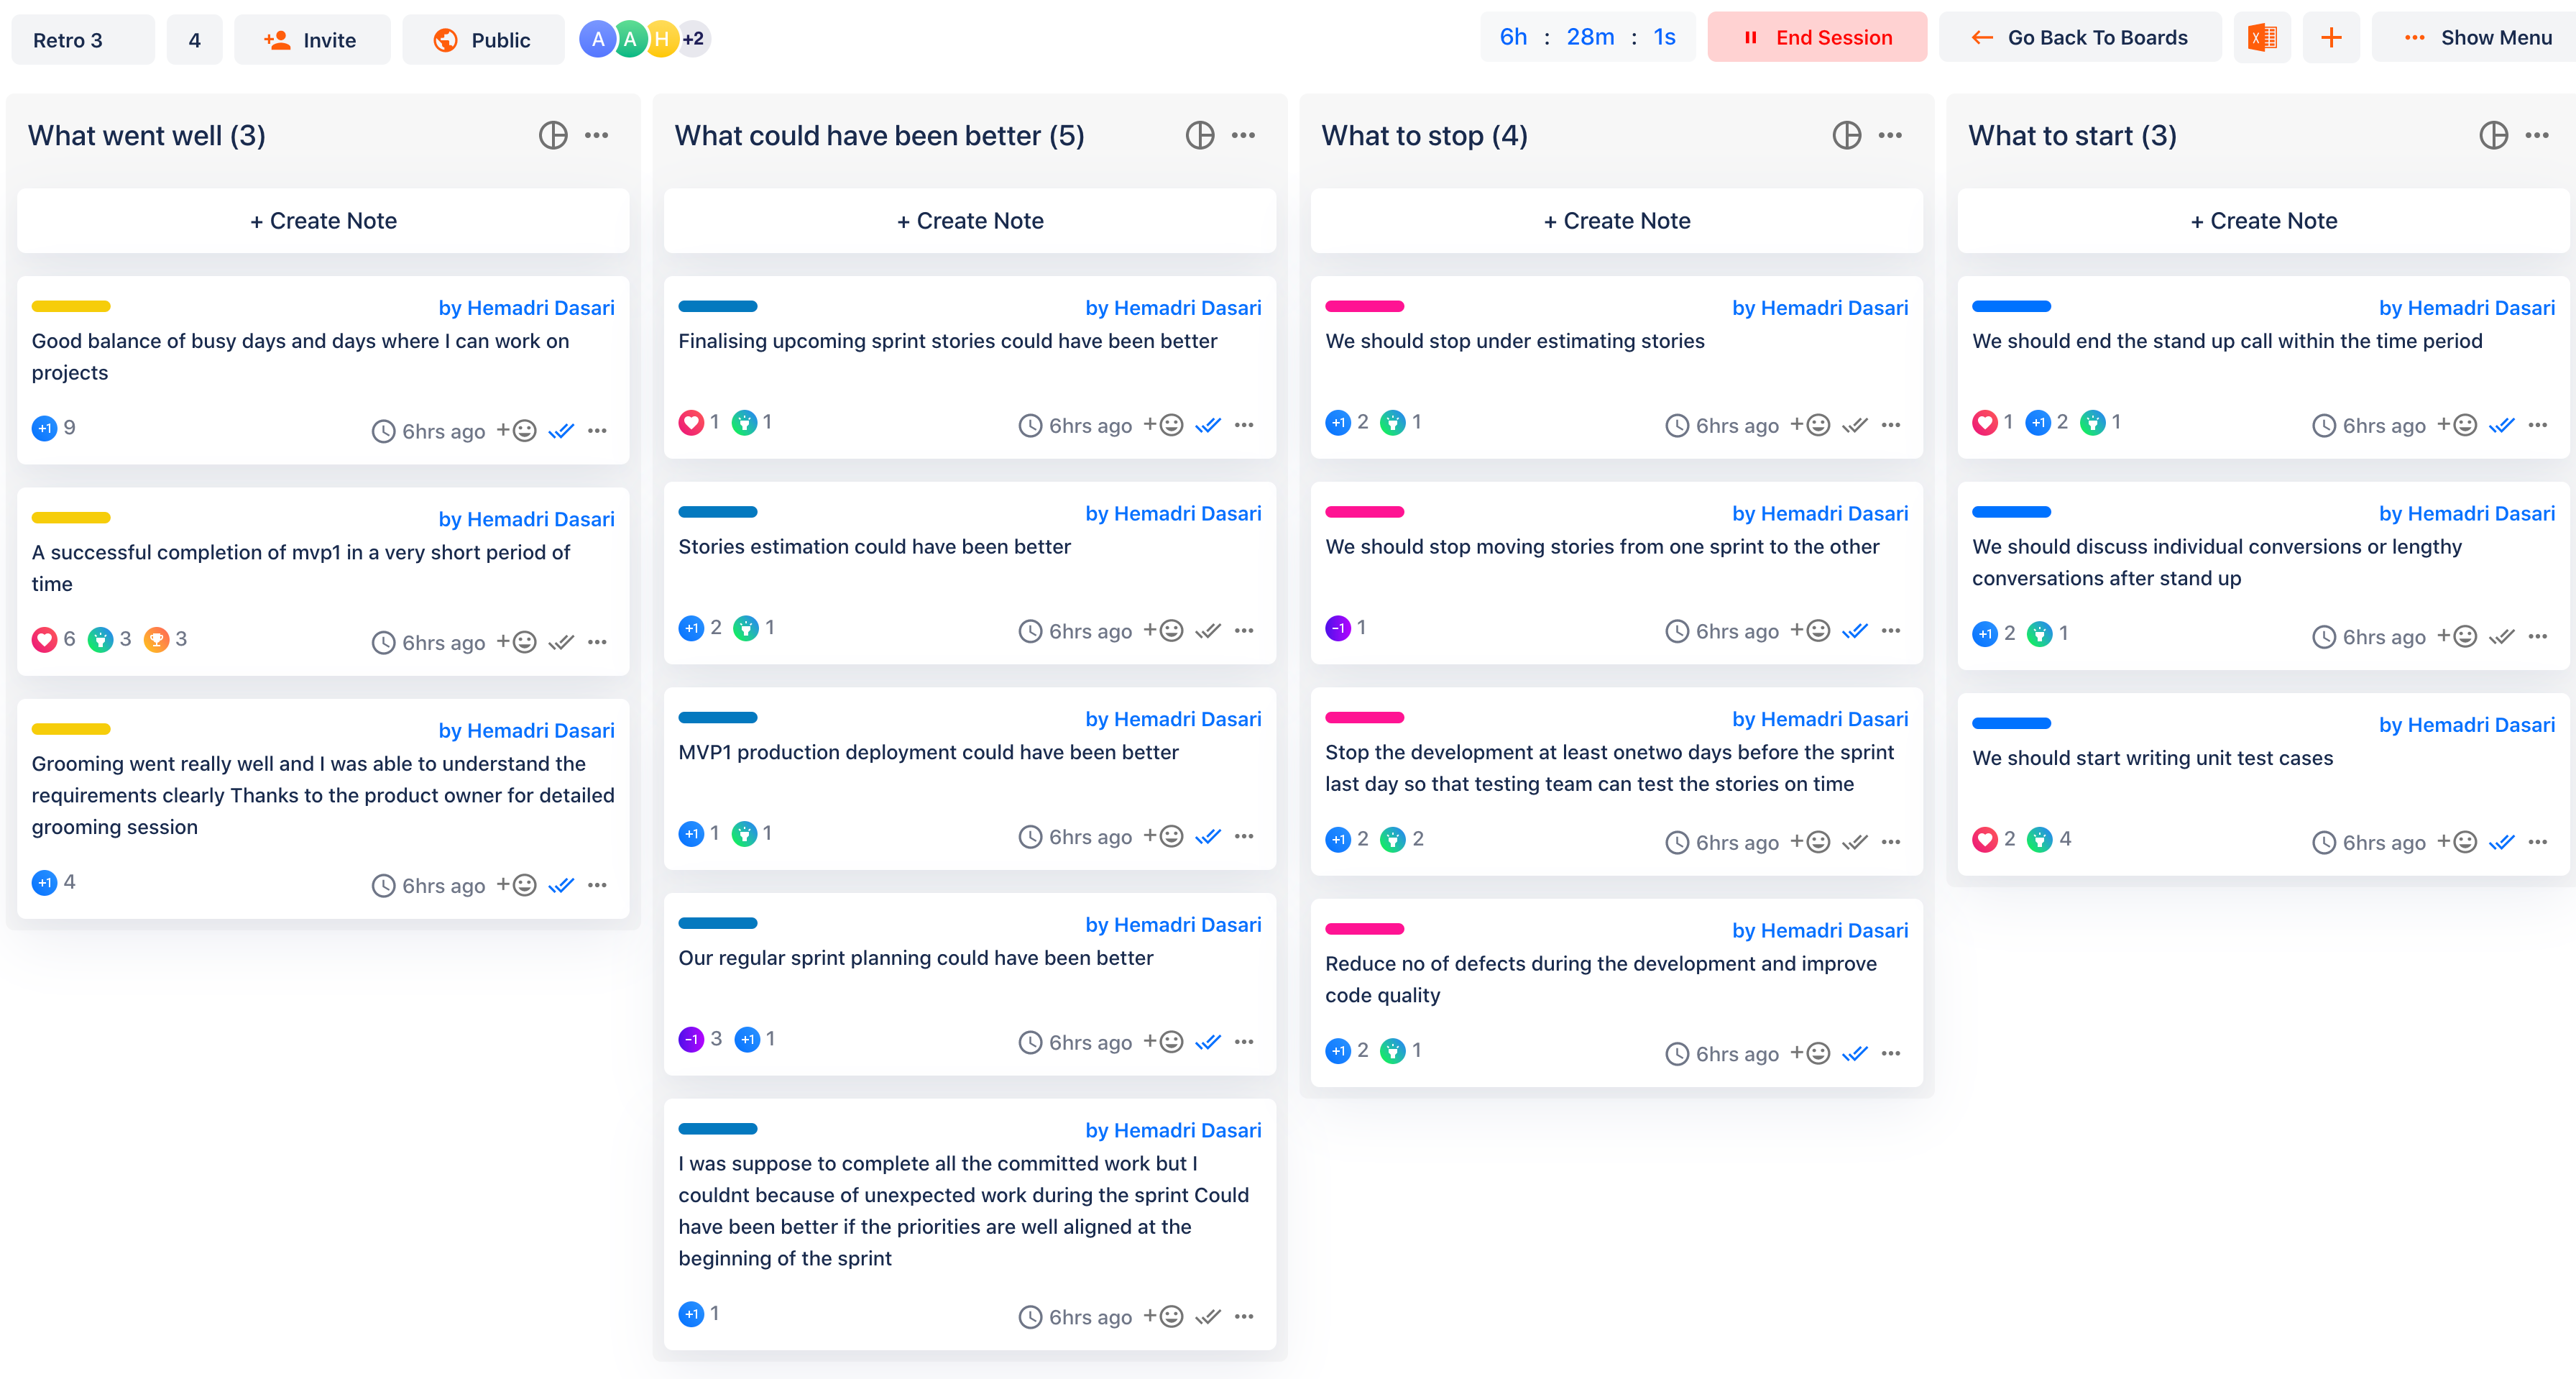 Retro 3
4
Invite
Public
A A H +2
6h : 28m : 1s
End Session
Go Back To Boards
Show Menu
What went well (3)
+ Create Note
by Hemadri Dasari
Good balance of busy days and days where I can work on
projects
+1 9
6hrs ago
by Hemadri Dasari
A successful completion of mvp1 in a very short period of
time
6 3 3
6hrs ago
by Hemadri Dasari
Grooming went really well and I was able to understand the
requirements clearly Thanks to the product owner for detailed
grooming session
+1 4
6hrs ago
What could have been better (5)
+ Create Note
by Hemadri Dasari
Finalising upcoming sprint stories could have been better
1 1
6hrs ago
by Hemadri Dasari
Stories estimation could have been better
+1 2 1
6hrs ago
by Hemadri Dasari
MVP1 production deployment could have been better
+1 1 1
6hrs ago
by Hemadri Dasari
Our regular sprint planning could have been better
-1 3 +1 1
6hrs ago
by Hemadri Dasari
I was suppose to complete all the committed work but I
couldnt because of unexpected work during the sprint Could
have been better if the priorities are well aligned at the
beginning of the sprint
+1 1
6hrs ago
What to stop (4)
+ Create Note
by Hemadri Dasari
We should stop under estimating stories
+1 2 1
6hrs ago
by Hemadri Dasari
We should stop moving stories from one sprint to the other
-1 1
6hrs ago
by Hemadri Dasari
Stop the development at least onetwo days before the sprint
last day so that testing team can test the stories on time
+1 2 2
6hrs ago
by Hemadri Dasari
Reduce no of defects during the development and improve
code quality
+1 2 1
6hrs ago
What to start (3)
+ Create Note
by Hemadri Dasari
We should end the stand up call within the time period
1 +1 2 1
6hrs ago
by Hemadri Dasari
We should discuss individual conversions or lengthy
conversations after stand up
+1 2 1
6hrs ago
by Hemadri Dasari
We should start writing unit test cases
2 4
6hrs ago